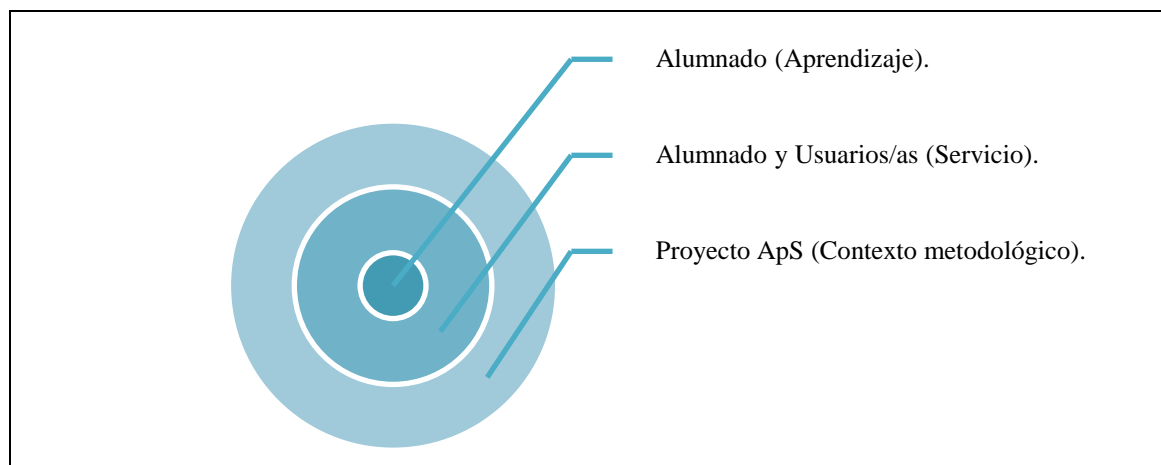 Alumnado (Aprendizaje).
Alumnado y Usuarios/as (Servicio).
Proyecto ApS (Contexto metodológico).